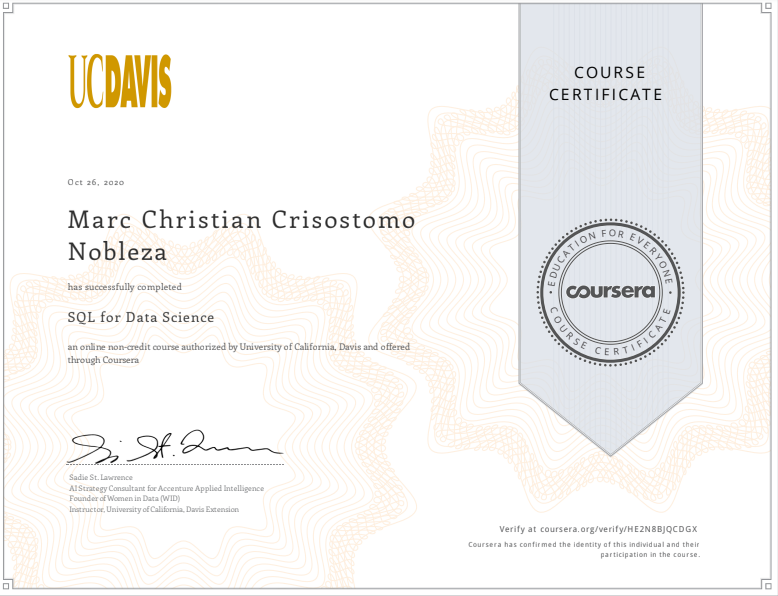 UCDAVIS
COURSE
CERTIFICATE
Oct 26, 2020
Marc Christian Crisostomo
Nobleza
has successfully completed
SQL for Data Science
an online non-credit course authorized by University of California, Davis and offered
through Coursera
EDUCATION FOR EVERYONE
coursera
COURSE CERTIFICATE
Sadie St. Lawrence
AI Strategy Consultant for Accenture Applied Intelligence
Founder of Women in Data (WID)
Instructor, University of California, Davis Extension
Verify at coursera.org/verify/HE2N8BJQCDGX
Coursera has confirmed the identity of this individual and their
participation in the course.